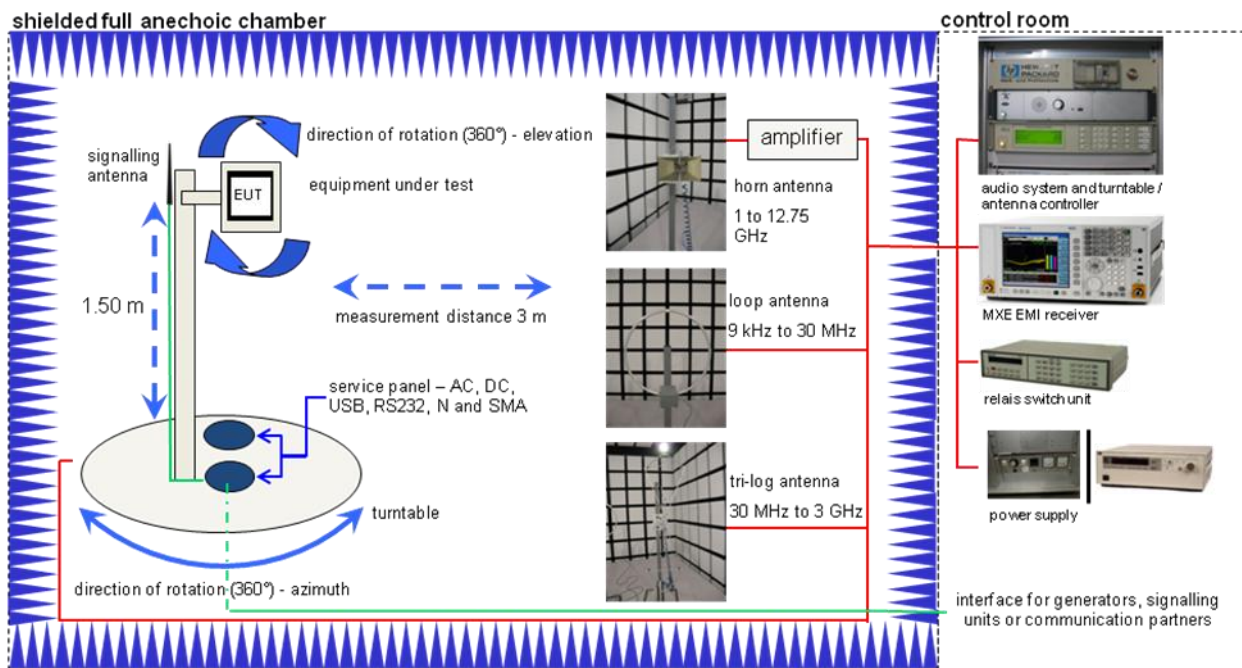 shielded full anechoic chamber
control room
direction of rotation (360°) - elevation
signalling
antenna
EUT
equipment under test
1.50 m
measurement distance 3 m
service panel – AC, DC,
USB, RS232, N and SMA
turntable
direction of rotation (360°) - azimuth
amplifier
horn antenna
1 to 12.75
GHz
loop antenna
9 kHz to 30 MHz
tri-log antenna
30 MHz to 3 GHz
HEWLETT
PACKARD
audio system and turntable /
antenna controller
MXE EMI receiver
relais switch unit
power supply
interface for generators, signalling
units or communication partners